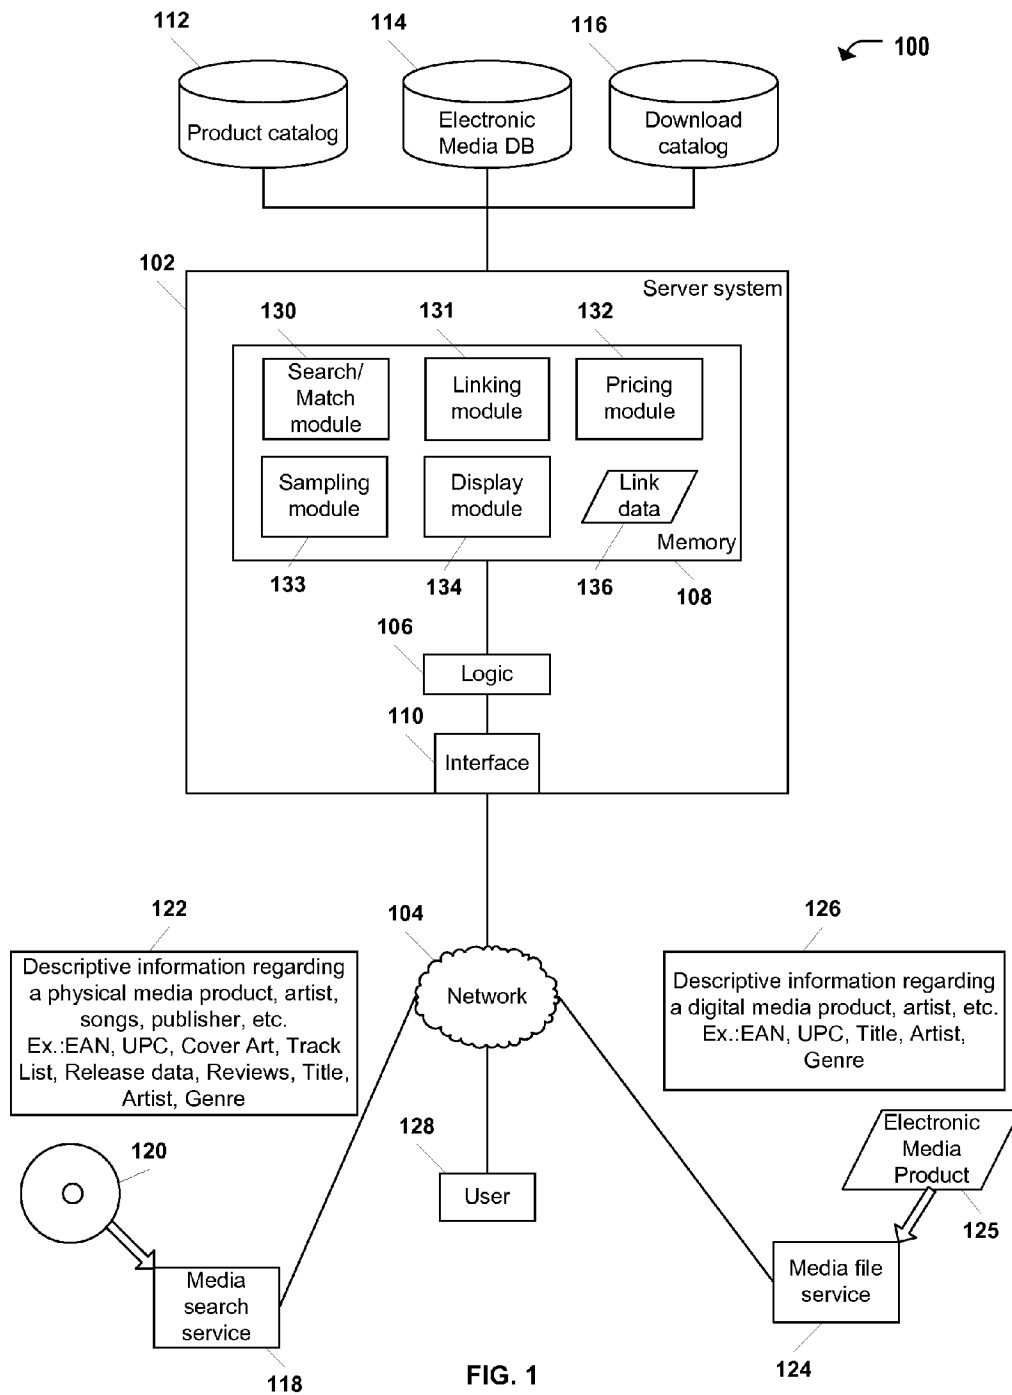 112
114
116
100
Product catalog
Electronic
Media DB
Download
catalog
102
Server system
130
131
132
Search/
Match
module
Linking
module
Pricing
module
Sampling
module
Display
module
Link
data
Memory
133
134
136
108
106
Logic
110
Interface
122
104
126
Descriptive information regarding
a physical media product, artist,
songs, publisher, etc.
Ex.:EAN, UPC, Cover Art, Track
List, Release data, Reviews, Title,
Artist, Genre
Network
Descriptive information regarding
a digital media product, artist, etc.
Ex.:EAN, UPC, Title, Artist,
Genre
120
128
User
Electronic
Media
Product
125
Media
search
service
118
Media file
service
124
FIG. 1